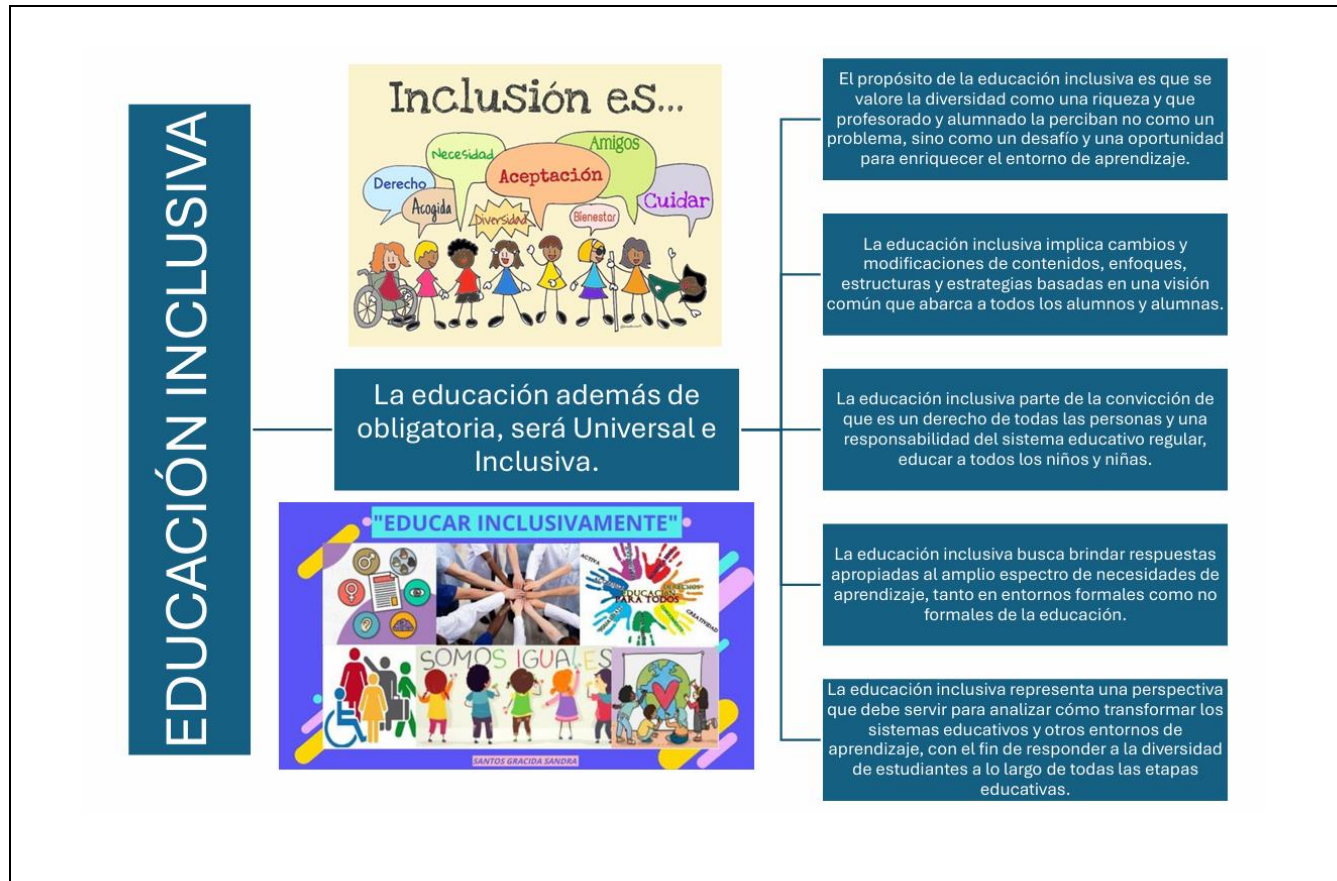 EDUCACIÓN INCLUSIVA
Inclusión es...
Necesidad
Amigos
Derecho
Aceptación
Acogida
Diversidad
Bienestar
Cuidar
La educación además de
obligatoria, será Universal e
Inclusiva.
"EDUCAR INCLUSIVAMENTE"
ACTIVA
EDUCACIÓN
PARA TODOS
CREATIVIDAD
SOMOS IGUALES
SANTOS GRACIDA SANDRA
El propósito de la educación inclusiva es que se
valore la diversidad como una riqueza y que
profesorado y alumnado la perciban no como un
problema, sino como un desafío y una oportunidad
para enriquecer el entorno de aprendizaje.
La educación inclusiva implica cambios y
modificaciones de contenidos, enfoques,
estructuras y estrategias basadas en una visión
común que abarca a todos los alumnos y alumnas.
La educación inclusiva parte de la convicción de
que es un derecho de todas las personas y una
responsabilidad del sistema educativo regular,
educar a todos los niños y niñas.
La educación inclusiva busca brindar respuestas
apropiadas al amplio espectro de necesidades de
aprendizaje, tanto en entornos formales como no
formales de la educación.
La educación inclusiva representa una perspectiva
que debe servir para analizar cómo transformar los
sistemas educativos y otros entornos de
aprendizaje, con el fin de responder a la diversidad
de estudiantes a lo largo de todas las etapas
educativas.